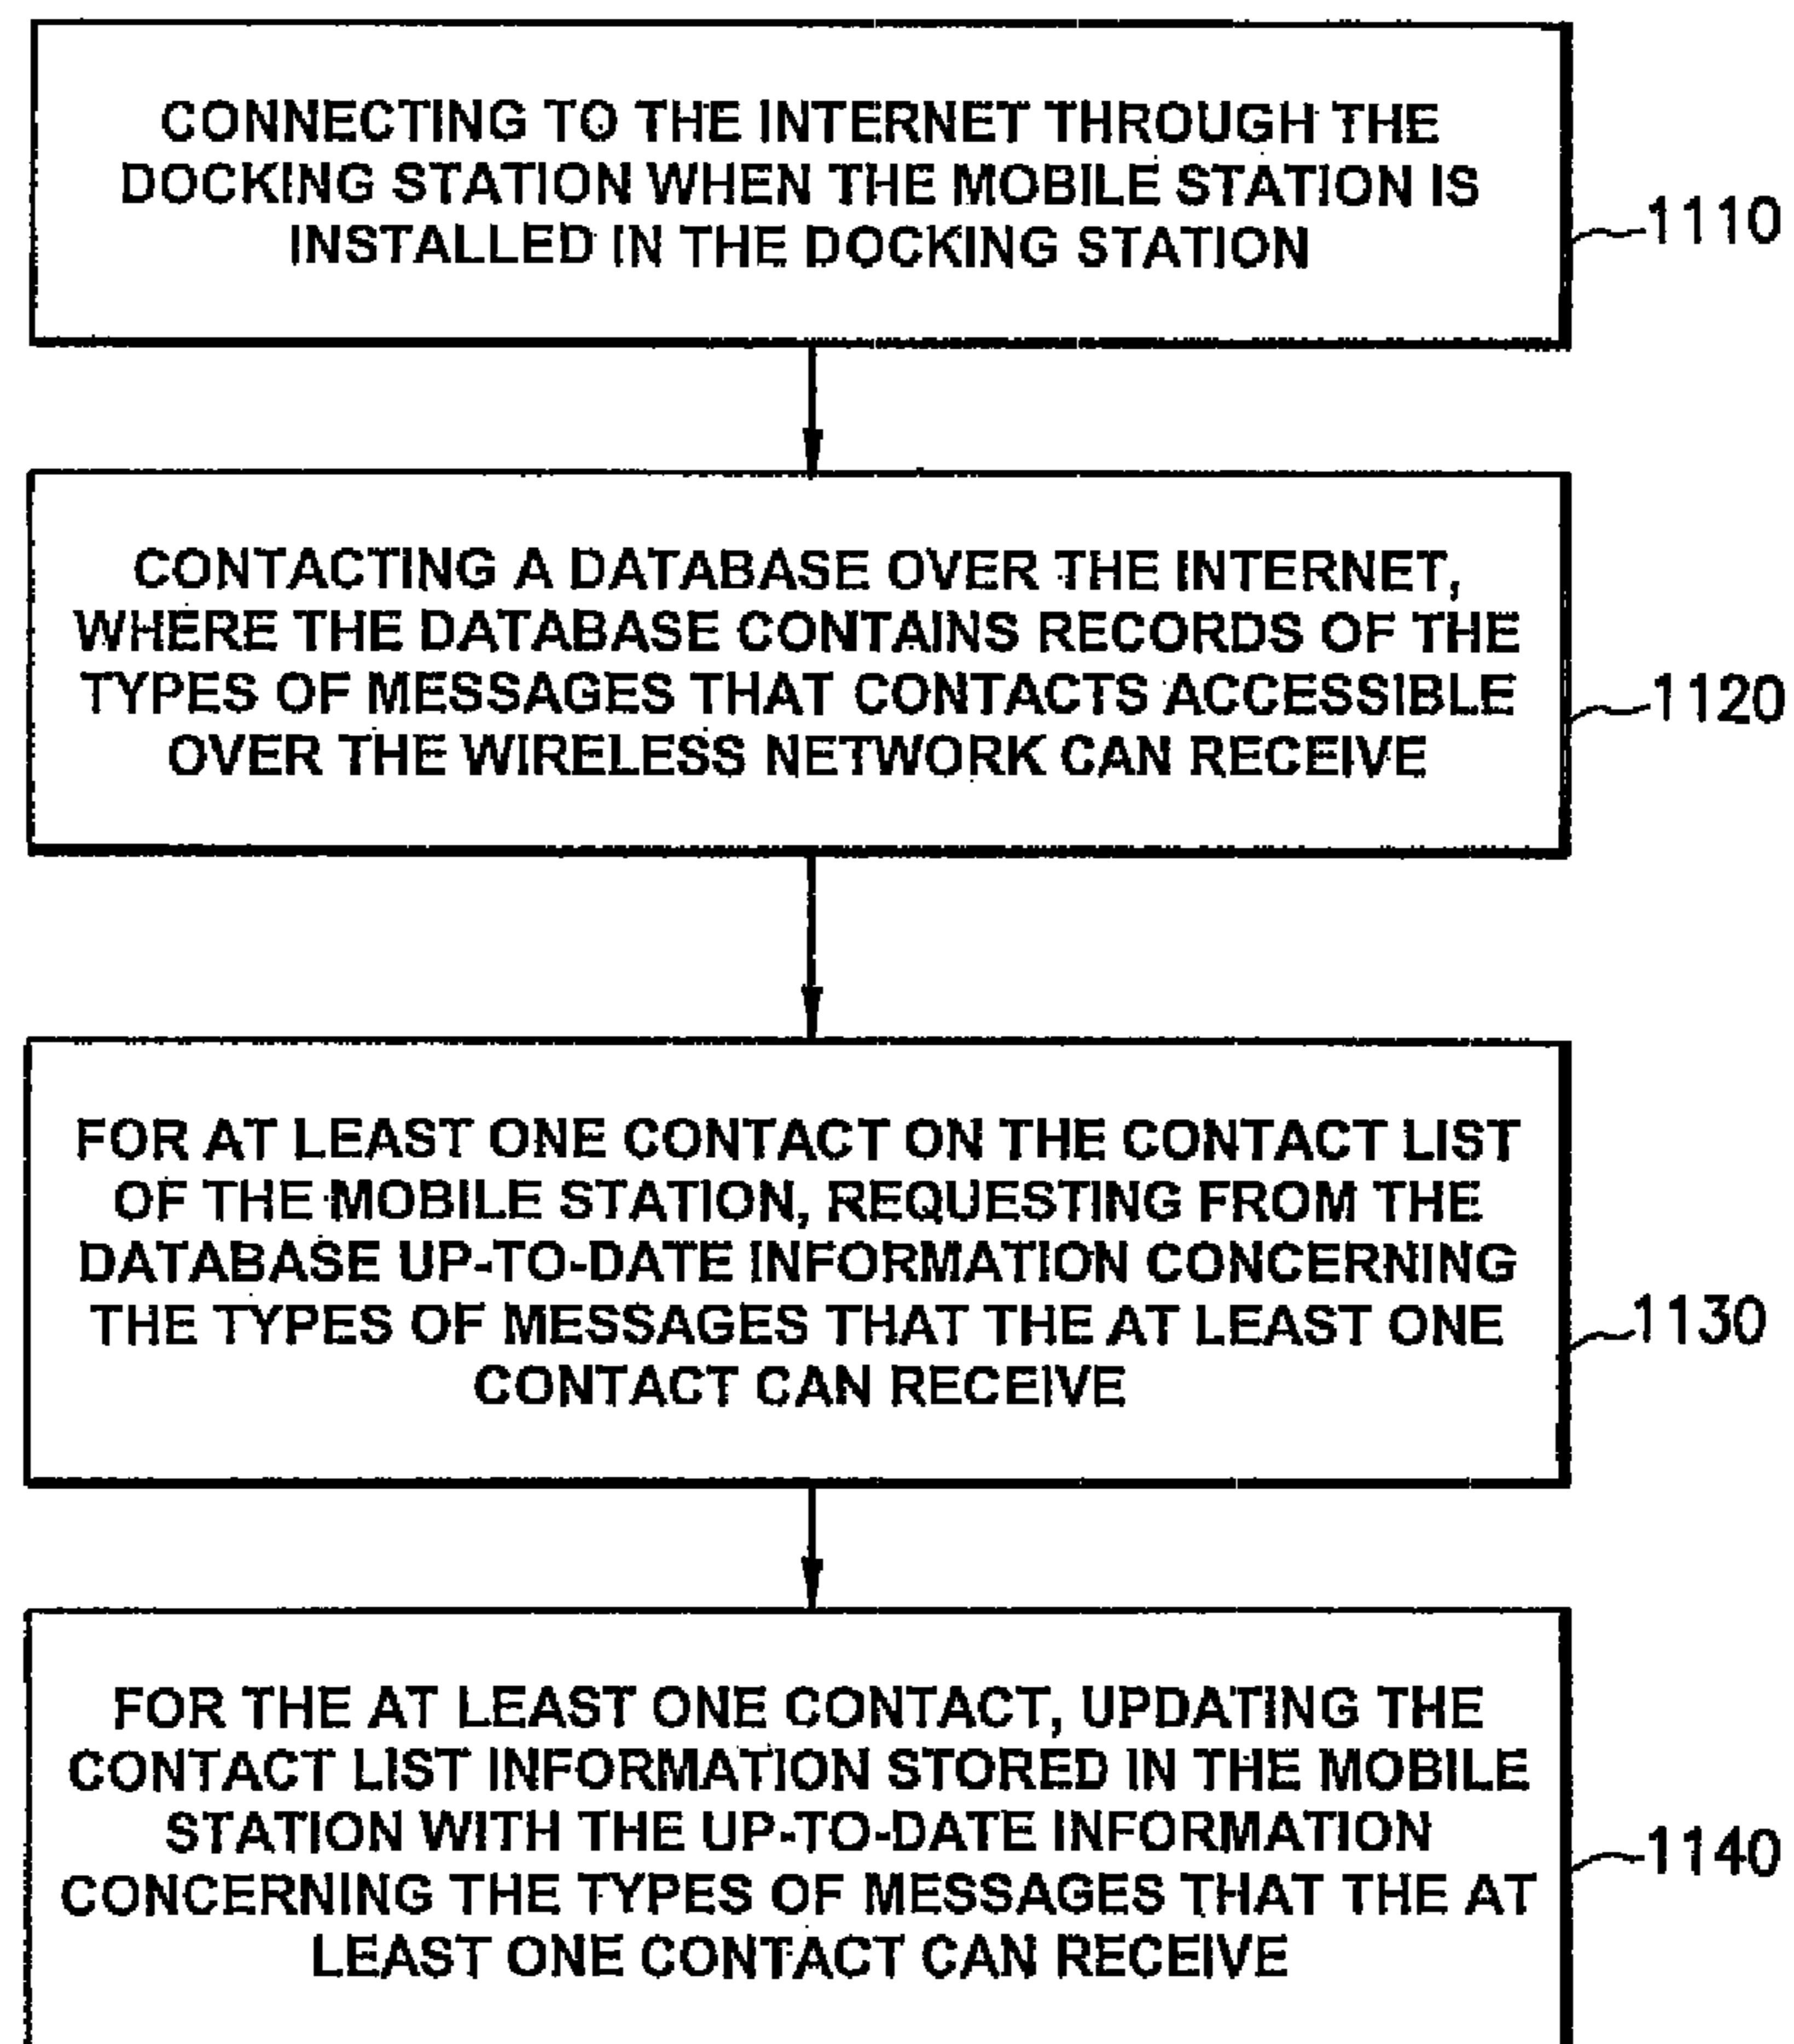 CONNECTING TO THE INTERNET THROUGH THE
DOCKING STATION WHEN THE MOBILE STATION IS
INSTALLED IN THE DOCKING STATION
1110
CONTACTING A DATABASE OVER THE INTERNET,
WHERE THE DATABASE CONTAINS RECORDS OF THE
TYPES OF MESSAGES THAT CONTACTS ACCESSIBLE
OVER THE WIRELESS NETWORK CAN RECEIVE
1120
FOR AT LEAST ONE CONTACT ON THE CONTACT LIST
OF THE MOBILE STATION, REQUESTING FROM THE
DATABASE UP-TO-DATE INFORMATION CONCERNING
THE TYPES OF MESSAGES THAT THE AT LEAST ONE
CONTACT CAN RECEIVE
1130
FOR THE AT LEAST ONE CONTACT, UPDATING THE
CONTACT LIST INFORMATION STORED IN THE MOBILE
STATION WITH THE UP-TO-DATE INFORMATION
CONCERNING THE TYPES OF MESSAGES THAT THE AT
LEAST ONE CONTACT CAN RECEIVE
1140